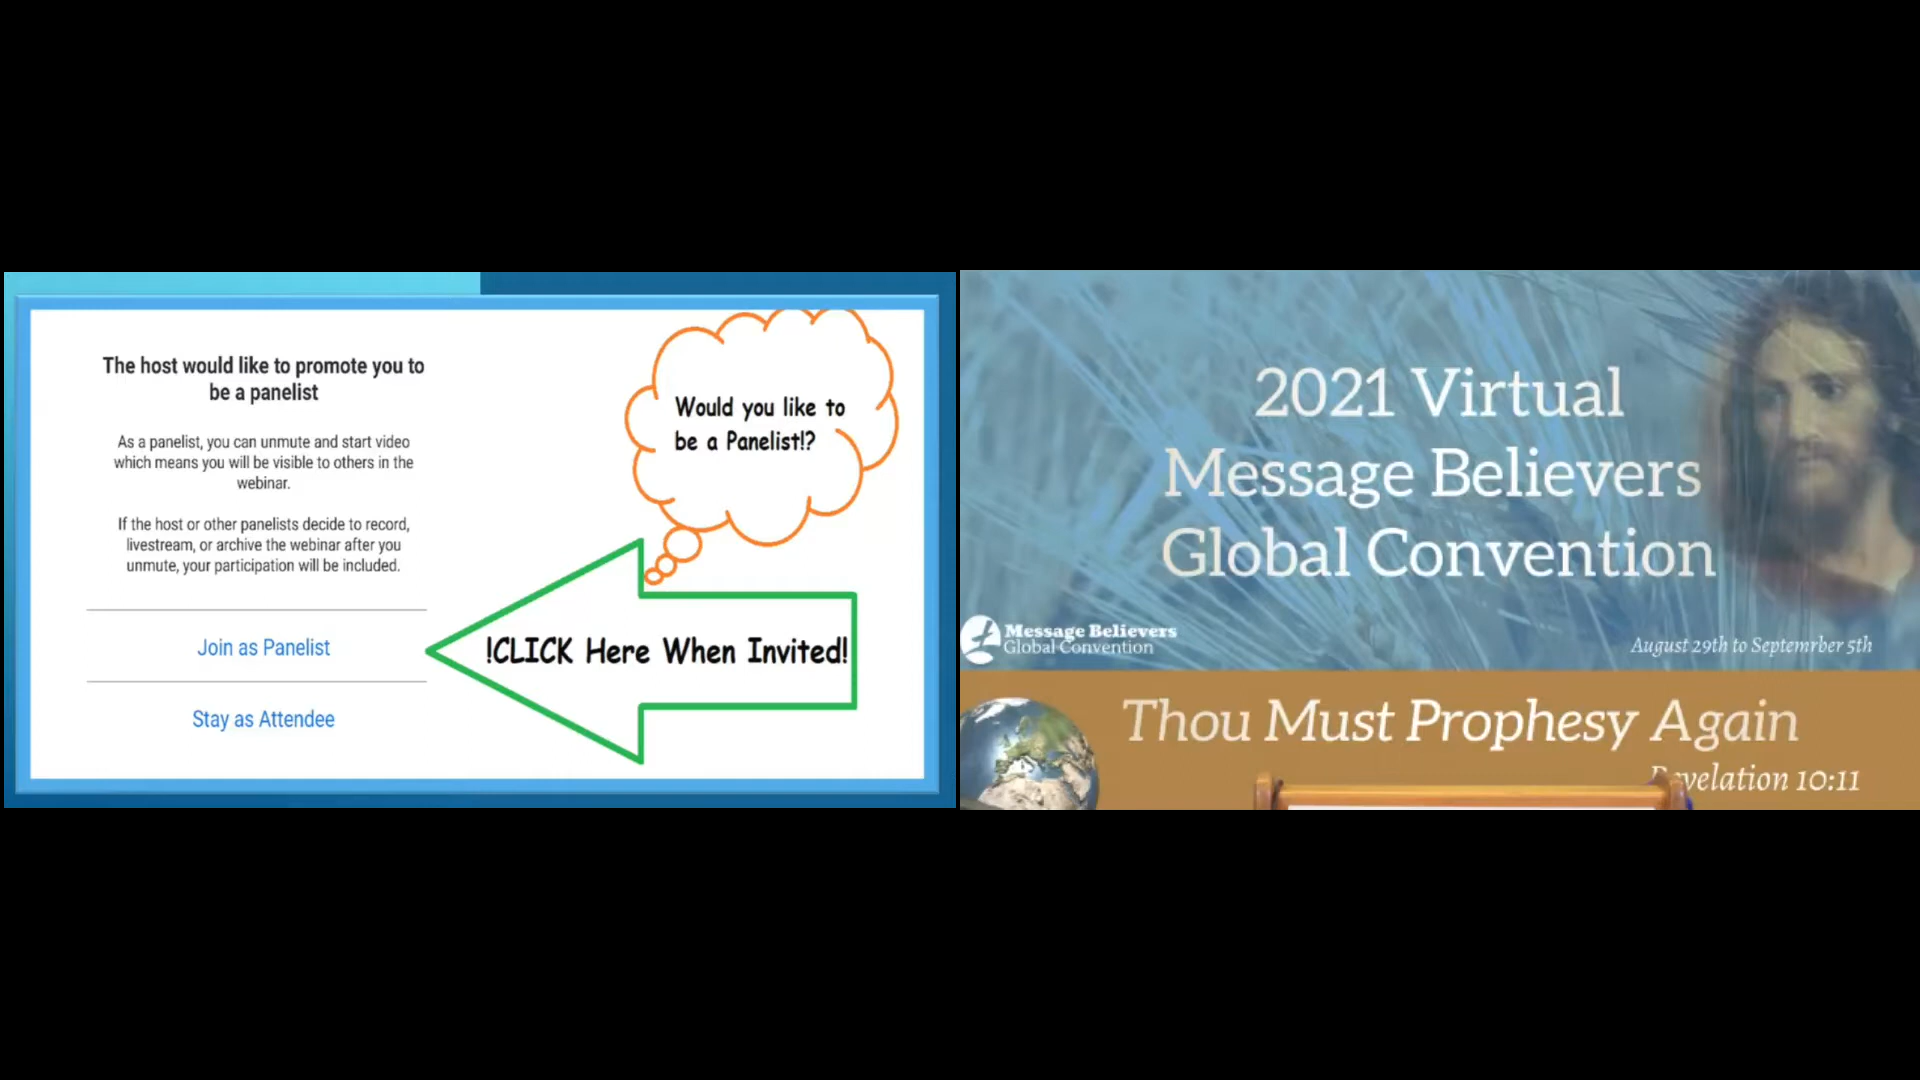 The host would like to promote you to
be a panelist
As a panelist, you can unmute and start video
which means you will be visible to others in the
webinar.
If the host or other panelists decide to record,
livestream, or archive the webinar after you
unmute, your participation will be included.
Join as Panelist
Stay as Attendee
Would you like to
be a Panelist!?
!CLICK Here When Invited!
2021 Virtual
Message Believers
Global Convention
Message Believers
Global Convention
August 29th to Septemrber 5th
Thou Must Prophesy Again
Revelation 10:11